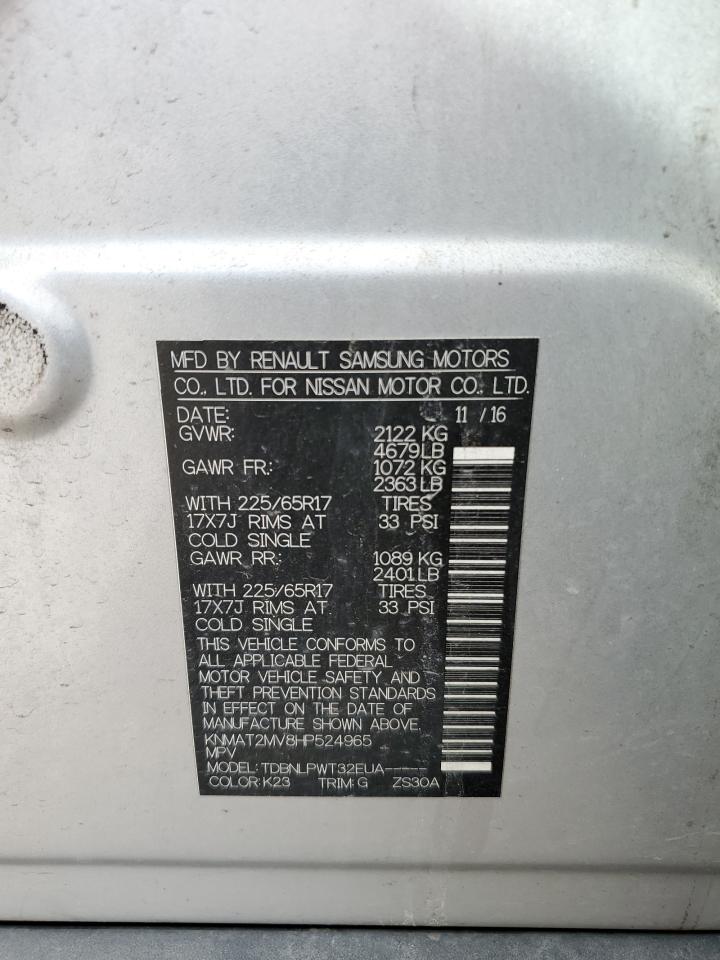 MFD BY RENAULT SAMSUNG MOTORS
CO., LTD. FOR NISSAN MOTOR CO., LTD.
DATE: 11 / 16
GVWR: 2122 KG
4679LB
GAWR FR.: 1072 KG
2363 LB
WITH 225/65R17 TIRES
17X7J RIMS AT 33 PSI
COLD SINGLE
GAWR RR.: 1089 KG
2401 LB
WITH 225/65R17 TIRES
17X7J RIMS AT. 33 PSI
COLD SINGLE
THIS VEHICLE CONFORMS TO
ALL APPLICABLE FEDERAL
MOTOR VEHICLE SAFETY AND
THEFT PREVENTION STANDARDS
IN EFFECT ON THE DATE OF
MANUFACTURE SHOWN ABOVE.
KNMAT2MV8HP524965
MPV
MODEL: TDBNLPWT32EUA-----
COLOR: K23 TRIM: G ZS30A